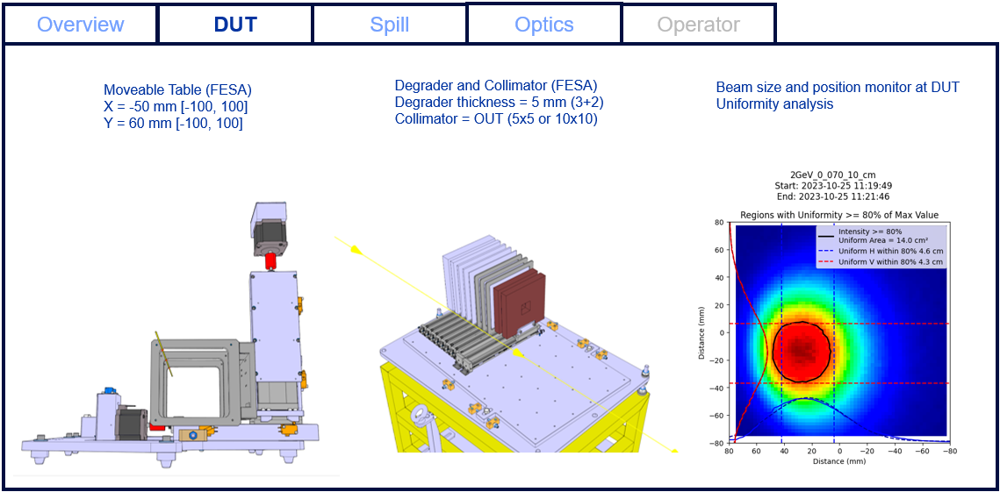 Overview
DUT
Spill
Optics
Operator
Moveable Table (FESA)
X = -50 mm [-100, 100]
Y = 60 mm [-100, 100]
Degrader and Collimator (FESA)
Degrader thickness = 5 mm (3+2)
Collimator = OUT (5x5 or 10x10)
Beam size and position monitor at DUT
Uniformity analysis
2GeV_0_070_10_cm
Start: 2023-10-25 11:19:49
End: 2023-10-25 11:21:46
Regions with Uniformity >= 80% of Max Value
Intensity >= 80%
Uniform Area = 14.0 cm²
Uniform H within 80% 4.6 cm
Uniform V within 80% 4.3 cm
80
60
40
20
0
−20
−40
−60
−80
Distance (mm)
80
60
40
20
0
−20
−40
−60
−80
Distance (mm)